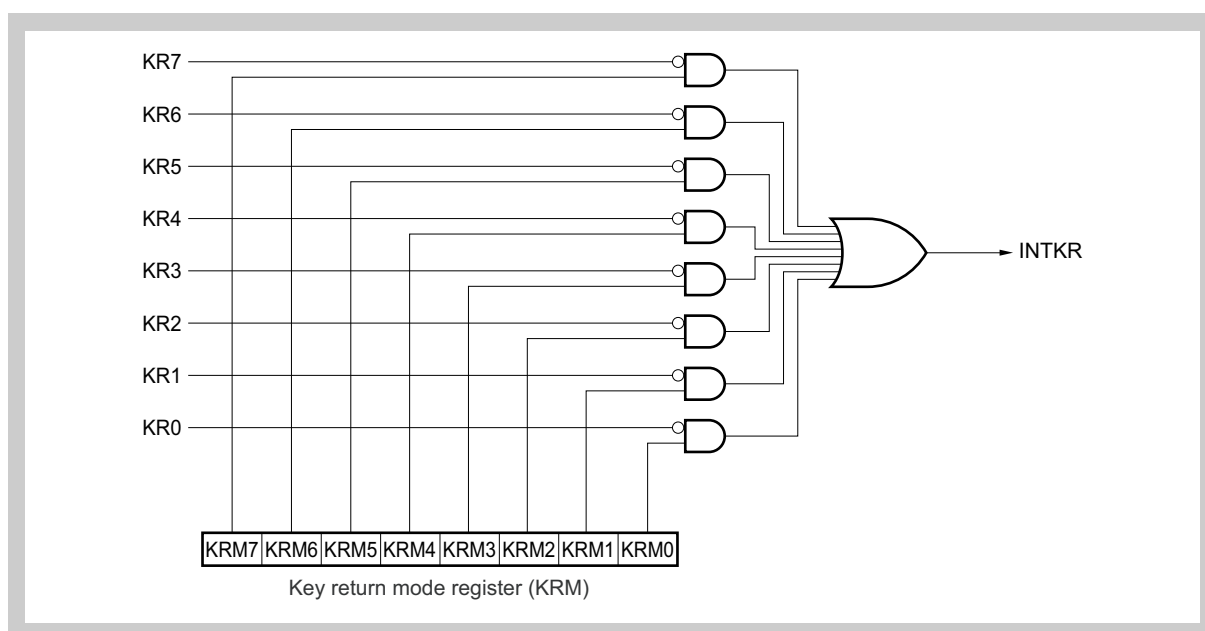 KR7
KR6
KR5
KR4
KR3
KR2
KR1
KR0
INTKR
KRM7 KRM6 KRM5 KRM4 KRM3 KRM2 KRM1 KRM0
Key return mode register (KRM)